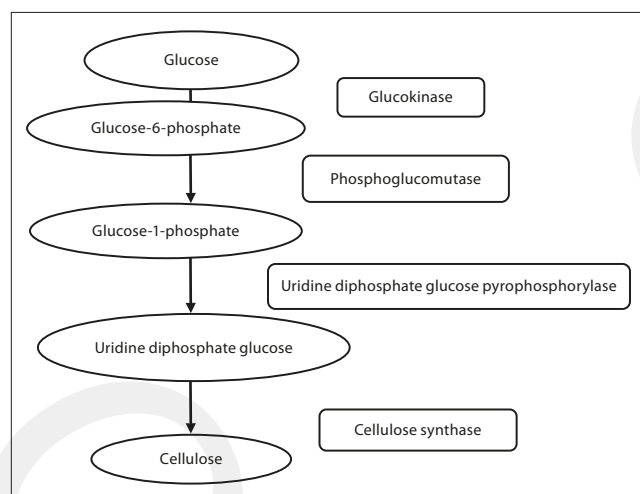 Glucose
Glucokinase
Glucose-6-phosphate
Phosphoglucomutase
Glucose-1-phosphate
Uridine diphosphate glucose pyrophosphorylase
Uridine diphosphate glucose
Cellulose synthase
Cellulose